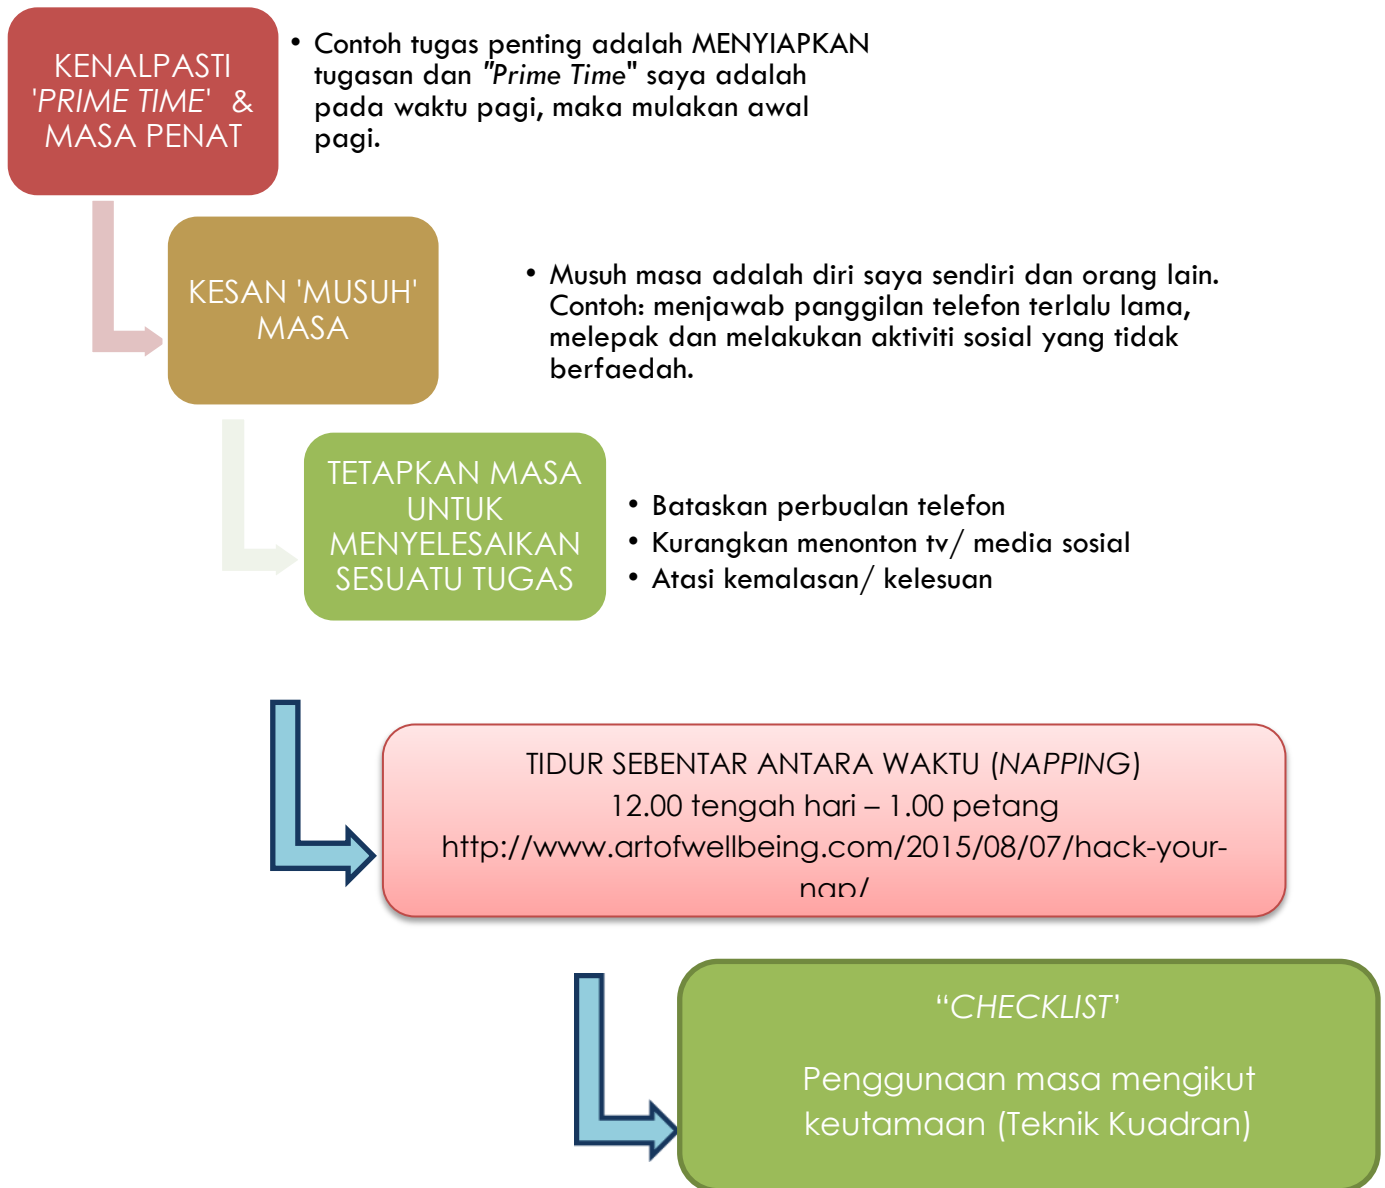 KENALPASTI
'PRIME TIME' &
MASA PENAT
• Contoh tugas penting adalah MENYIAPKAN
tugasan dan "Prime Time" saya adalah
pada waktu pagi, maka mulakan awal
pagi.
KESAN 'MUSUH'
MASA
• Musuh masa adalah diri saya sendiri dan orang lain.
Contoh: menjawab panggilan telefon terlalu lama,
melepak dan melakukan aktiviti sosial yang tidak
berfaedah.
TETAPKAN MASA
UNTUK
MENYELESAIKAN
SESUATU TUGAS
• Bataskan perbualan telefon
• Kurangkan menonton tv/ media sosial
• Atasi kemalasan/ kelesuan
TIDUR SEBENTAR ANTARA WAKTU (NAPPING)
12.00 tengah hari – 1.00 petang
http://www.artofwellbeing.com/2015/08/07/hack-your-
nap/
“CHECKLIST’
Penggunaan masa mengikut
keutamaan (Teknik Kuadran)